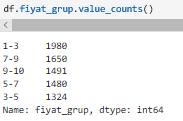 df.fiyat_grup.value_counts()
1-3 1980
7-9 1650
9-10 1491
5-7 1480
3-5 1324
Name: fiyat_grup, dtype: int64